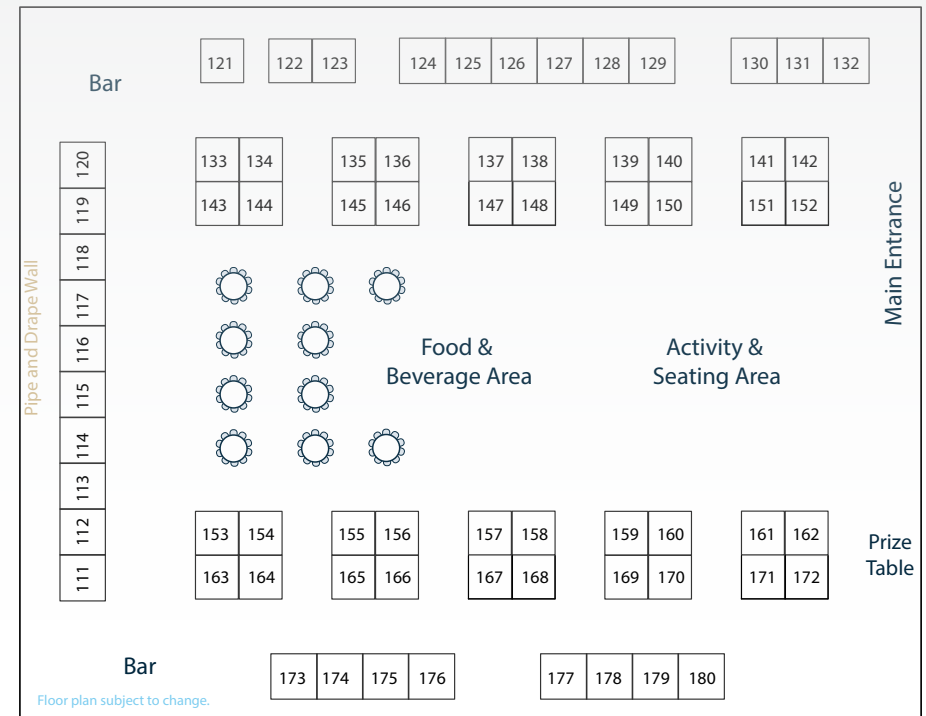 121 122 123 124 125 126 127 128 129 130 131 132
Bar
133 134 135 136 137 138 139 140 141 142
143 144 145 146 147 148 149 150 151 152
120
119
118
117
116
115
114
113
112
111
Pipe and Drape Wall
Main Entrance
Food &
Beverage Area
Activity &
Seating Area
153 154 155 156 157 158 159 160 161 162
163 164 165 166 167 168 169 170 171 172
Prize
Table
Bar
173 174 175 176 177 178 179 180
Floor plan subject to change.